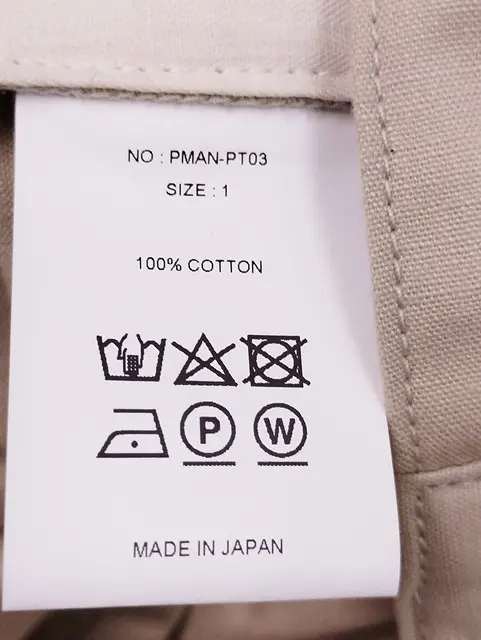 NO : PMAN-PT03
SIZE : 1
100% COTTON
P W
MADE IN JAPAN